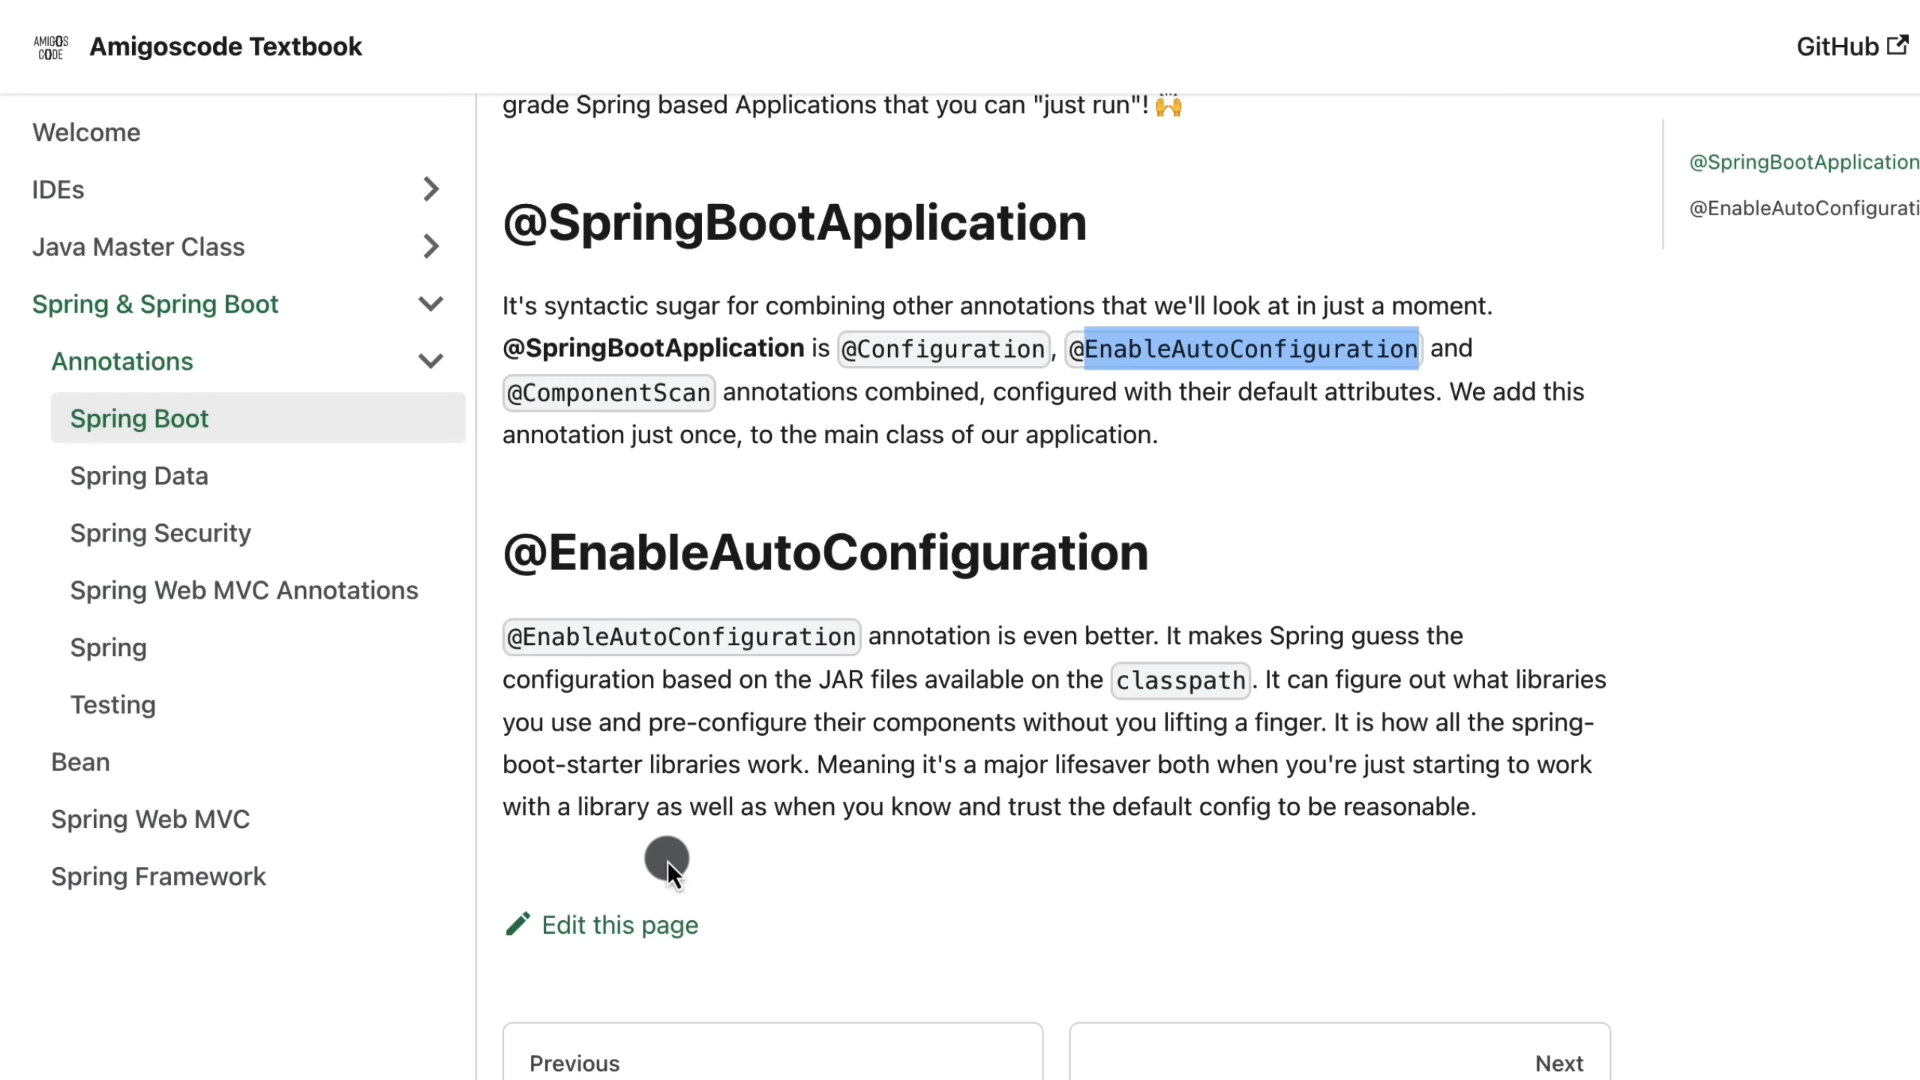 AMIGOS
CODE
Amigoscode Textbook
GitHub
Welcome
IDEs
Java Master Class
Spring & Spring Boot
Annotations
Spring Boot
Spring Data
Spring Security
Spring Web MVC Annotations
Spring
Testing
Bean
Spring Web MVC
Spring Framework
grade Spring based Applications that you can "just run"! 🙌
@SpringBootApplication
It's syntactic sugar for combining other annotations that we'll look at in just a moment.
@SpringBootApplication is @Configuration, @EnableAutoConfiguration and
@ComponentScan annotations combined, configured with their default attributes. We add this
annotation just once, to the main class of our application.
@EnableAutoConfiguration
@EnableAutoConfiguration annotation is even better. It makes Spring guess the
configuration based on the JAR files available on the classpath. It can figure out what libraries
you use and pre-configure their components without you lifting a finger. It is how all the spring-
boot-starter libraries work. Meaning it's a major lifesaver both when you're just starting to work
with a library as well as when you know and trust the default config to be reasonable.
Edit this page
Previous
Next
@SpringBootApplication
@EnableAutoConfigurati